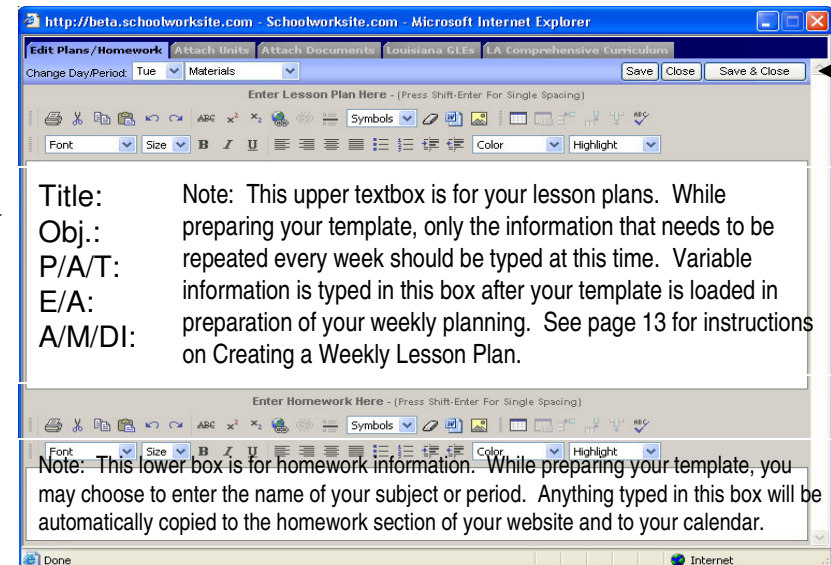 http://beta.schoolworksite.com - Schoolworksite.com - Microsoft Internet Explorer
Edit Plans/Homework Attach Units Attach Documents Louisiana GLEs LA Comprehensive Curriculum
Change Day/Period: Tue Materials Save Close Save & Close
Enter Lesson Plan Here - (Press Shift-Enter For Single Spacing)
ABC x² x₂ Symbols ABC
Font Size B I U Color Highlight
Title:
Obj.:
P/A/T:
E/A:
A/M/DI:
Note: This upper textbox is for your lesson plans. While
preparing your template, only the information that needs to be
repeated every week should be typed at this time. Variable
information is typed in this box after your template is loaded in
preparation of your weekly planning. See page 13 for instructions
on Creating a Weekly Lesson Plan.
Enter Homework Here - (Press Shift-Enter For Single Spacing)
ABC x² x₂ Symbols ABC
Font Size B I U Color Highlight
Note: This lower box is for homework information. While preparing your template, you
may choose to enter the name of your subject or period. Anything typed in this box will be
automatically copied to the homework section of your website and to your calendar.
Done Internet